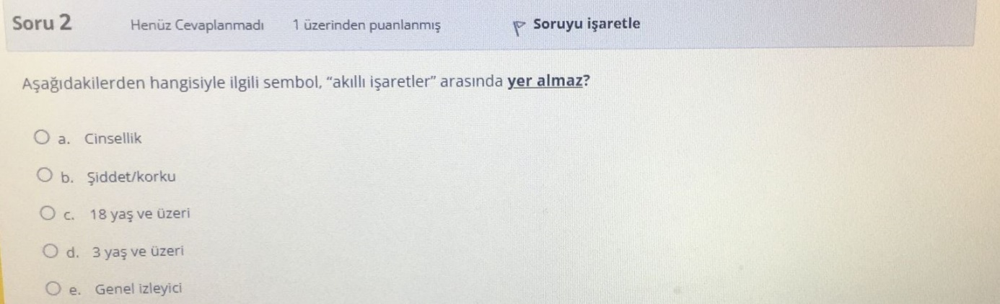 Soru 2 Henüz Cevaplanmadı 1 üzerinden puanlanmış Soruyu işaretle
Aşağıdakilerden hangisiyle ilgili sembol, “akıllı işaretler” arasında yer almaz?
a. Cinsellik
b. Şiddet/korku
c. 18 yaş ve üzeri
d. 3 yaş ve üzeri
e. Genel izleyici